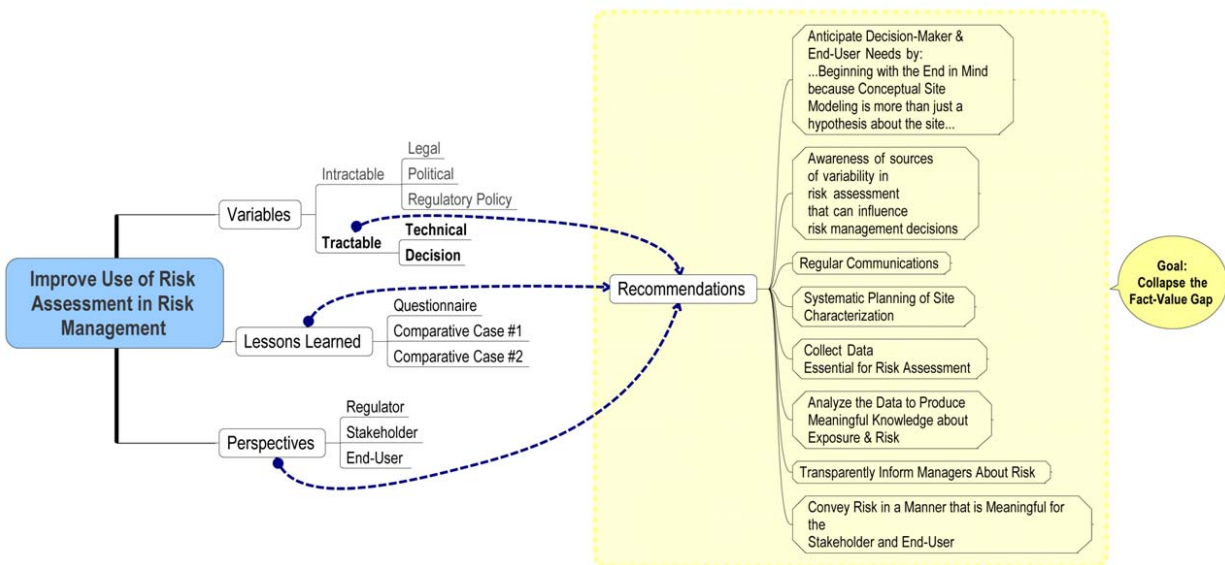 Improve Use of Risk
Assessment in Risk
Management
Variables
Intractable
Legal
Political
Regulatory Policy
Tractable
Technical
Decision
Lessons Learned
Questionnaire
Comparative Case #1
Comparative Case #2
Perspectives
Regulator
Stakeholder
End-User
Recommendations
Anticipate Decision-Maker &
End-User Needs by:
...Beginning with the End in Mind
because Conceptual Site
Modeling is more than just a
hypothesis about the site...
Awareness of sources
of variability in
risk assessment
that can influence
risk management decisions
Regular Communications
Systematic Planning of Site
Characterization
Collect Data
Essential for Risk Assessment
Analyze the Data to Produce
Meaningful Knowledge about
Exposure & Risk
Transparently Inform Managers About Risk
Convey Risk in a Manner that is Meaningful for
the
Stakeholder and End-User
Goal:
Collapse the
Fact-Value Gap